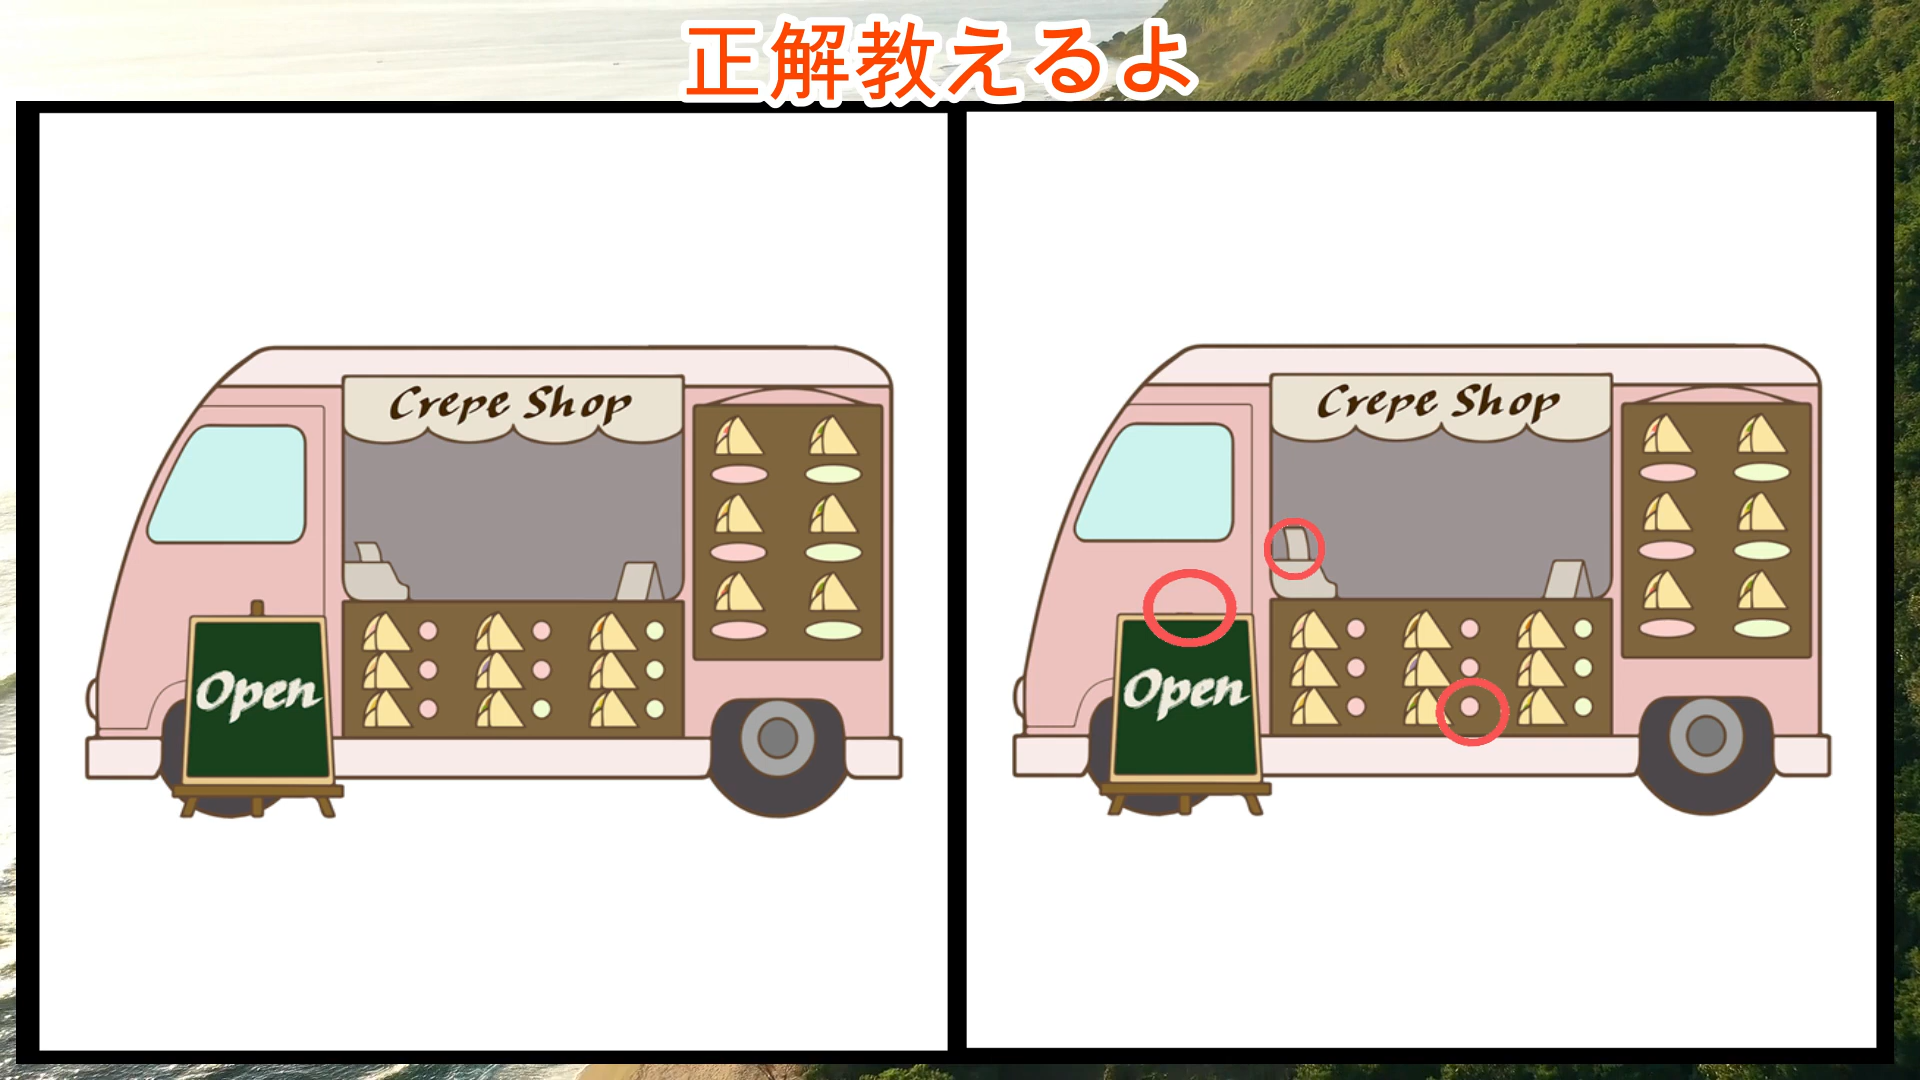 正解教えるよ
Crepe Shop
Open
Crepe Shop
Open